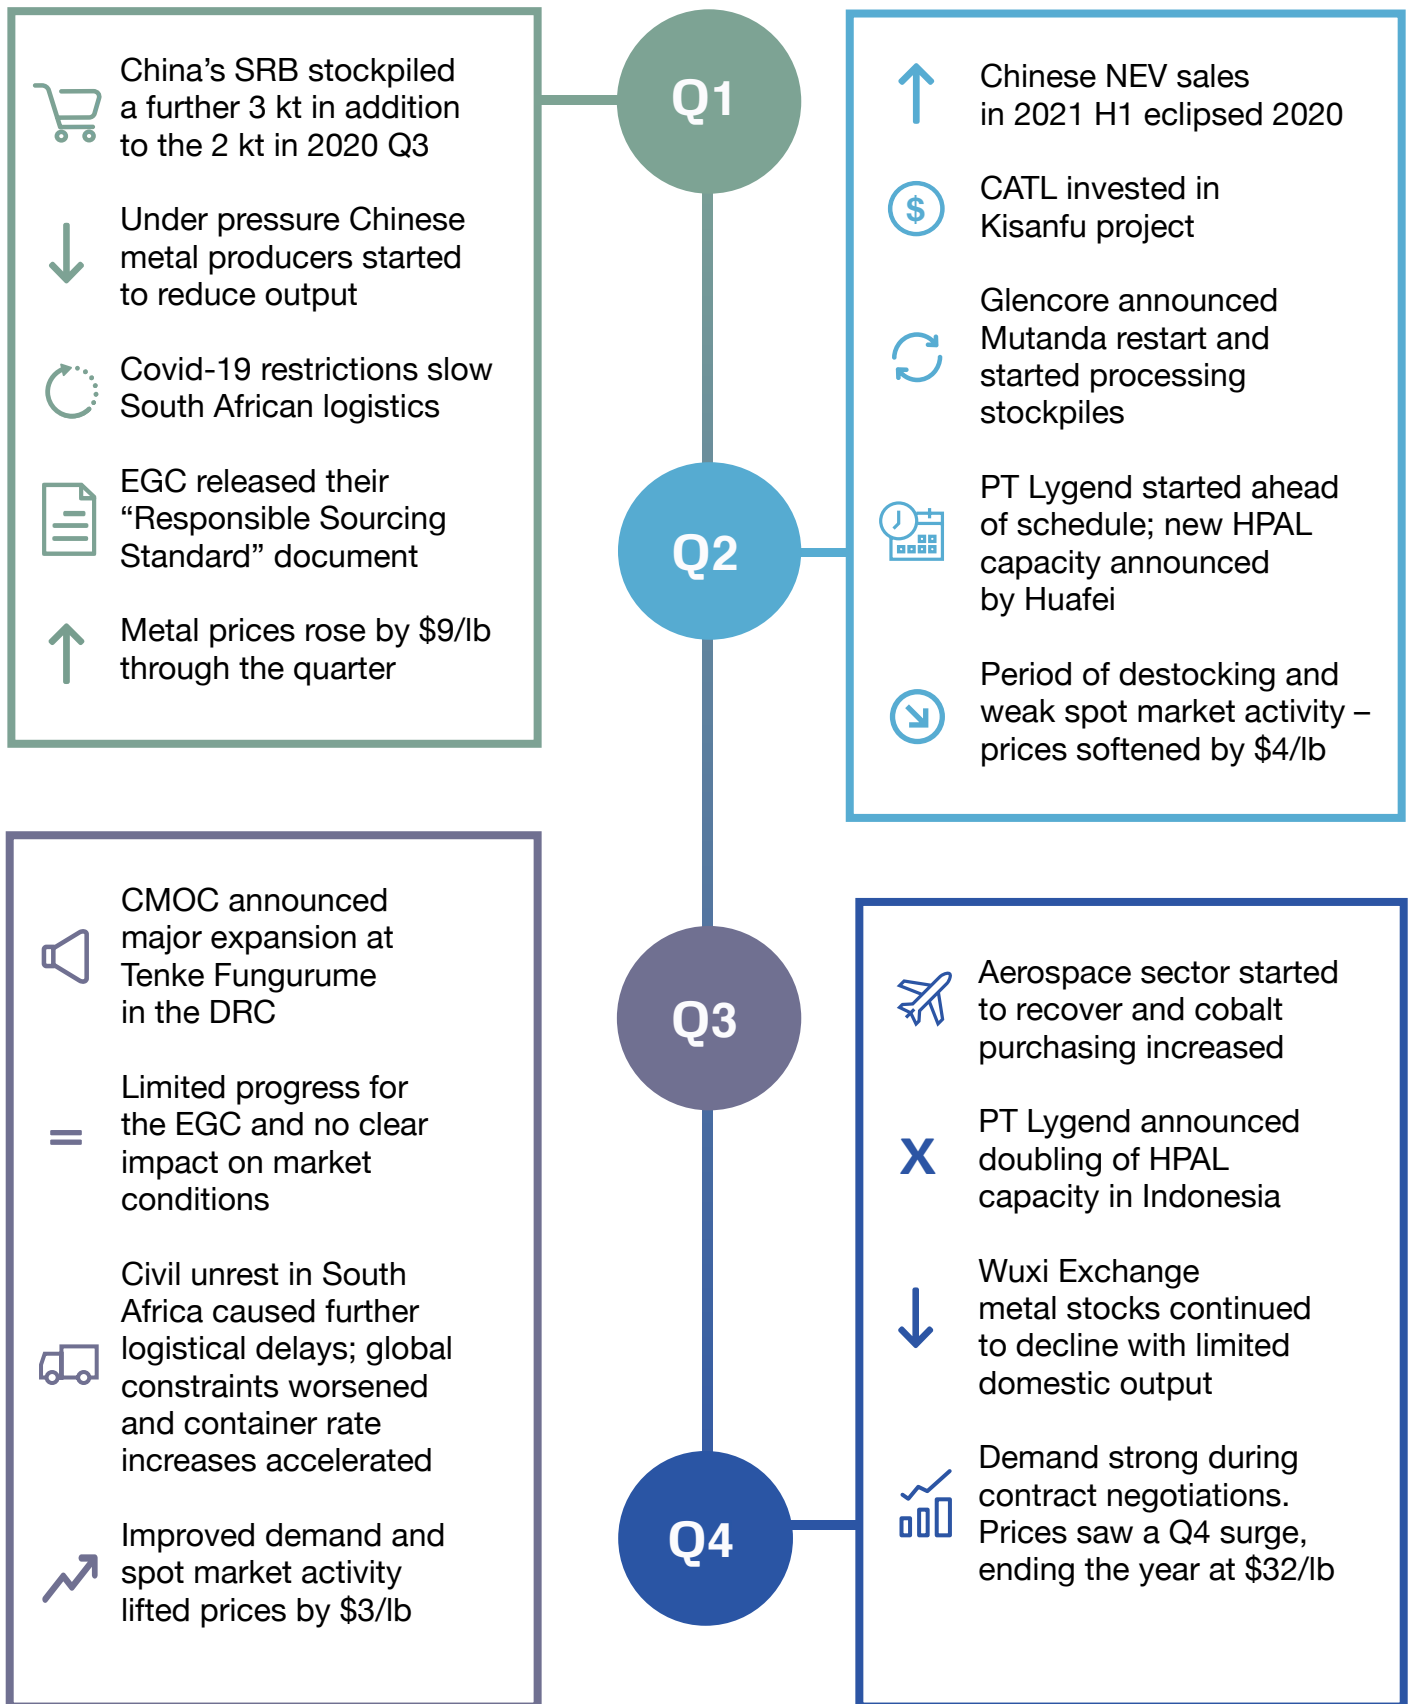 Q1
China’s SRB stockpiled
a further 3 kt in addition
to the 2 kt in 2020 Q3
Under pressure Chinese
metal producers started
to reduce output
Covid-19 restrictions slow
South African logistics
EGC released their
“Responsible Sourcing
Standard” document
Metal prices rose by $9/lb
through the quarter
Q2
Chinese NEV sales
in 2021 H1 eclipsed 2020
$
CATL invested in
Kisanfu project
Glencore announced
Mutanda restart and
started processing
stockpiles
PT Lygend started ahead
of schedule; new HPAL
capacity announced
by Huafei
Period of destocking and
weak spot market activity –
prices softened by $4/lb
Q3
CMOC announced
major expansion at
Tenke Fungurume
in the DRC
=
Limited progress for
the EGC and no clear
impact on market
conditions
Civil unrest in South
Africa caused further
logistical delays; global
constraints worsened
and container rate
increases accelerated
Improved demand and
spot market activity
lifted prices by $3/lb
Q4
Aerospace sector started
to recover and cobalt
purchasing increased
X
PT Lygend announced
doubling of HPAL
capacity in Indonesia
Wuxi Exchange
metal stocks continued
to decline with limited
domestic output
Demand strong during
contract negotiations.
Prices saw a Q4 surge,
ending the year at $32/lb